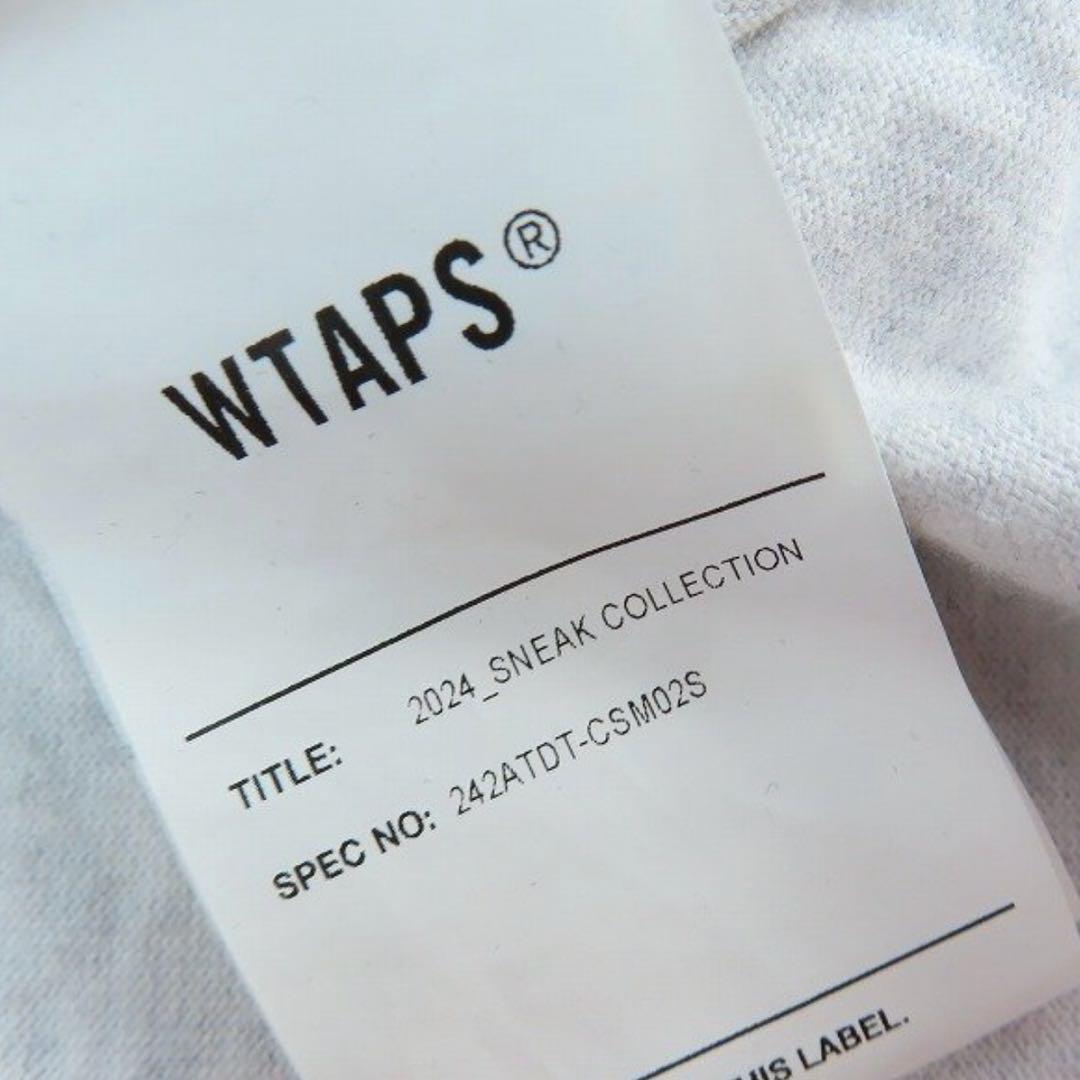 WTAPS®
TITLE: 2024_SNEAK COLLECTION
SPEC NO: 242ATDT-CSM02S
LABEL.